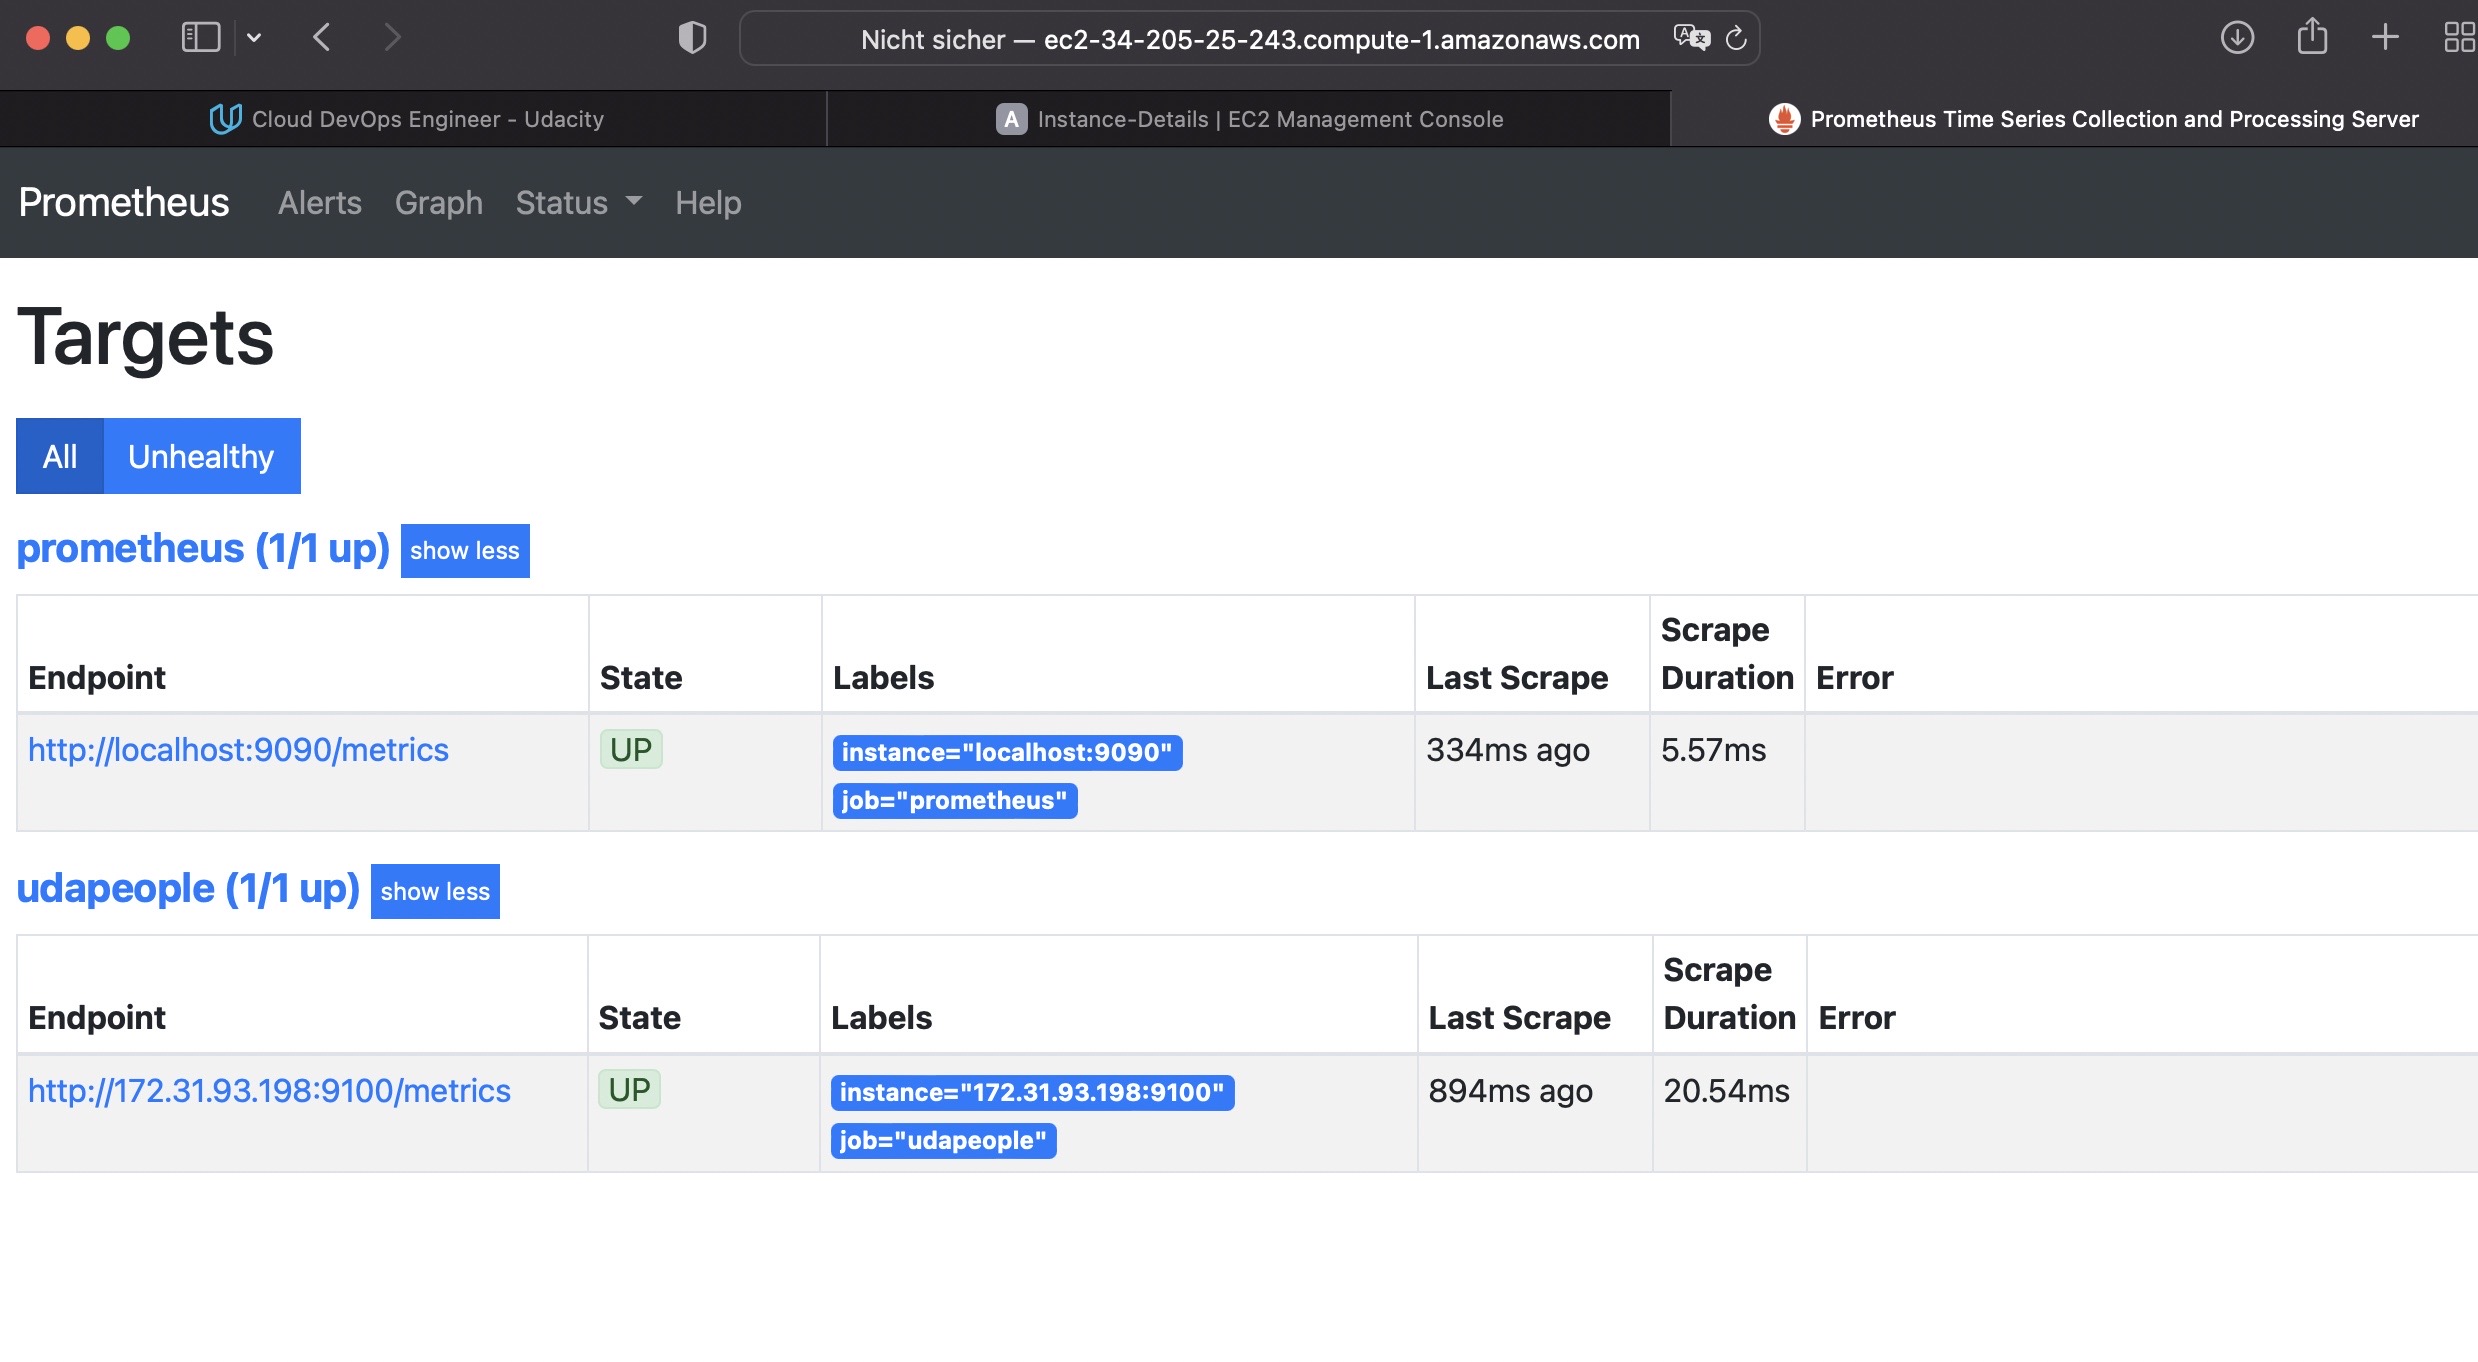 Nicht sicher — ec2-34-205-25-243.compute-1.amazonaws.com
Cloud DevOps Engineer - Udacity
A Instance-Details | EC2 Management Console
Prometheus Time Series Collection and Processing Server
Prometheus Alerts Graph Status Help
Targets
All Unhealthy
prometheus (1/1 up) show less
Endpoint State Labels Last Scrape Scrape Duration Error
http://localhost:9090/metrics UP instance="localhost:9090" 334ms ago 5.57ms
job="prometheus"
udapeople (1/1 up) show less
Endpoint State Labels Last Scrape Scrape Duration Error
http://172.31.93.198:9100/metrics UP instance="172.31.93.198:9100" 894ms ago 20.54ms
job="udapeople"